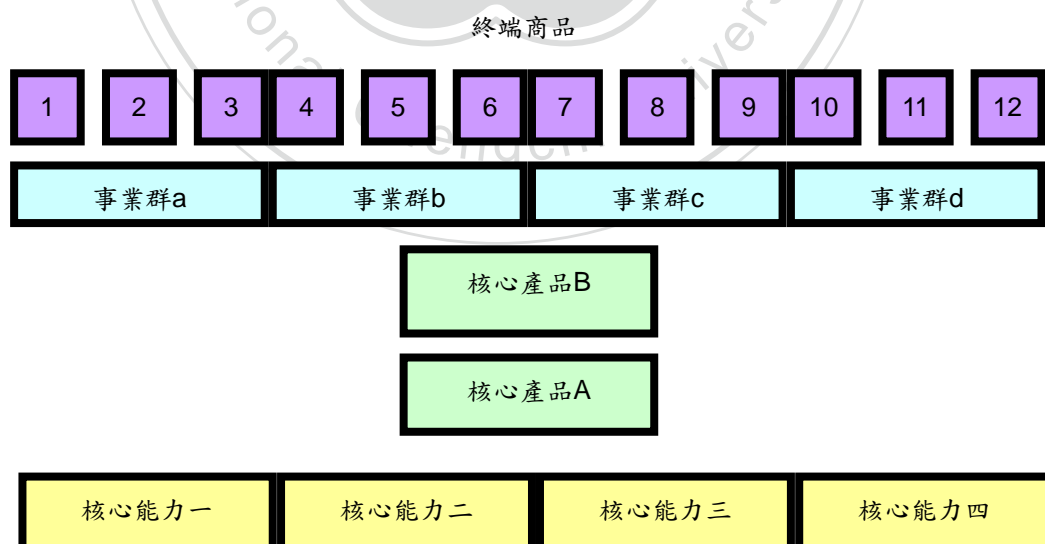 終端商品
1 2 3 4 5 6 7 8 9 10 11 12
事業群a 事業群b 事業群c 事業群d
核心產品B
核心產品A
核心能力一 核心能力二 核心能力三 核心能力四